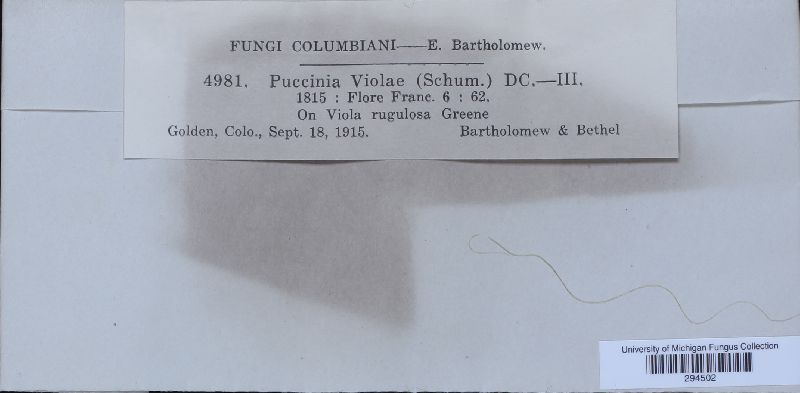 FUNGI COLUMBIANI—E. Bartholomew.
4981. Puccinia Violae (Schum.) DC.—III.
1815 : Flore Franc. 6 : 62.
On Viola rugulosa Greene
Golden, Colo., Sept. 18, 1915. Bartholomew & Bethel
University of Michigan Fungus Collection
294502